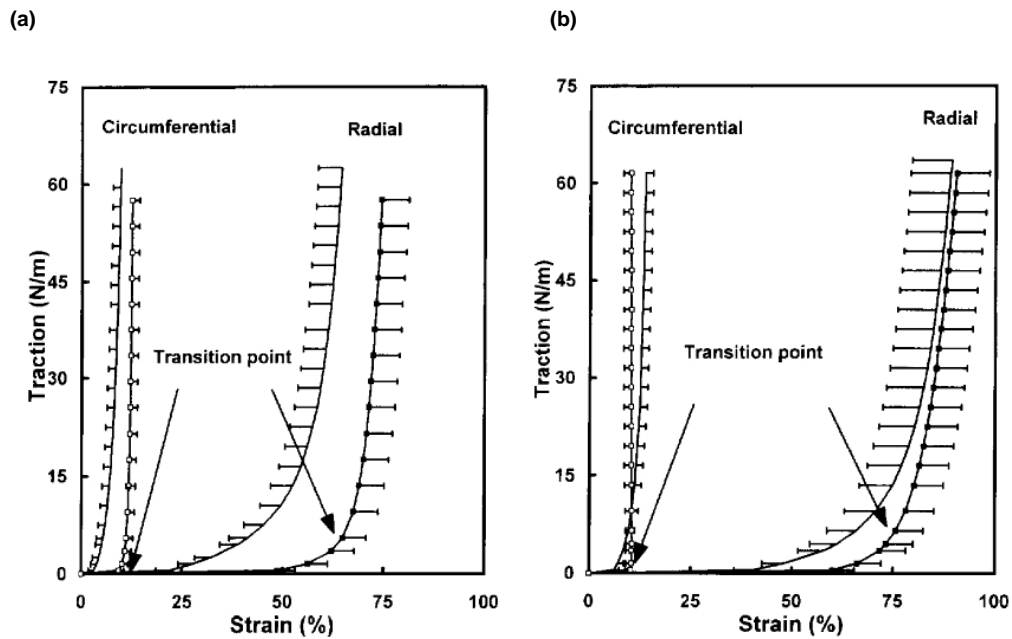 (a)
75
60
45
30
15
0
Traction (N/m)
Circumferential
Radial
Transition point
0
25
50
75
100
Strain (%)
(b)
75
60
45
30
15
0
Traction (N/m)
Circumferential
Radial
Transition point
0
25
50
75
100
Strain (%)